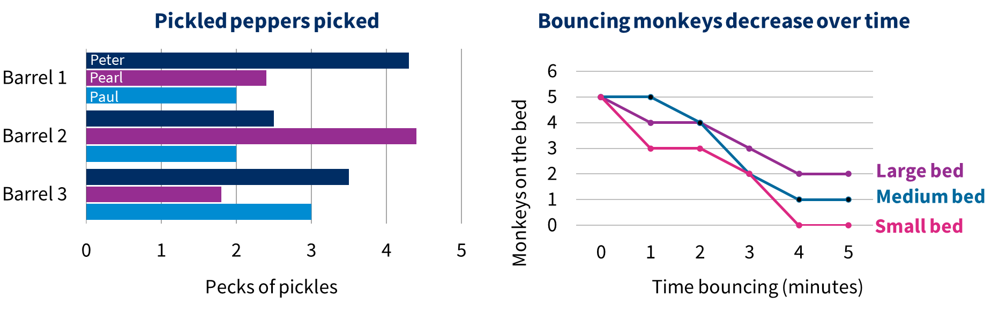 Pickled peppers picked
Barrel 1
Peter
Pearl
Paul
Barrel 2
Barrel 3
0 1 2 3 4 5
Pecks of pickles
Bouncing monkeys decrease over time
Monkeys on the bed
6
5
4
3
2
1
0
Large bed
Medium bed
Small bed
0 1 2 3 4 5
Time bouncing (minutes)